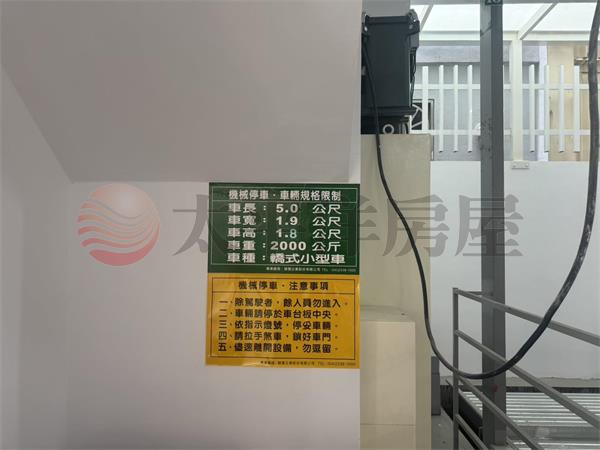 機械停車‧車輛規格限制
車長：5.0 公尺
車寬：1.9 公尺
車高：1.8 公尺
車重：2000 公斤
車種：轎式小型車
機械停車‧注意事項
一、除駕駛者，餘人員勿進入。
二、車輛請停於車台板中央。
三、依指示燈號，停妥車輛。
四、請拉手煞車，鎖好車門。
五、儘速離開設備，勿逗留。
太平洋房屋